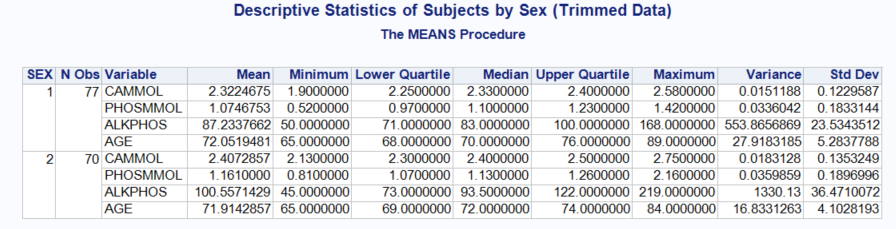 Descriptive Statistics of Subjects by Sex (Trimmed Data)
The MEANS Procedure
SEX N Obs Variable Mean Minimum Lower Quartile Median Upper Quartile Maximum Variance Std Dev
1 77 CAMMOL 2.3224675 1.9000000 2.2500000 2.3300000 2.4000000 2.5800000 0.0151188 0.1229587
PHOSMMOL 1.0746753 0.5200000 0.9700000 1.1000000 1.2300000 1.4200000 0.0336042 0.1833144
ALKPHOS 87.2337662 50.0000000 71.0000000 83.0000000 100.0000000 168.0000000 553.8656869 23.5343512
AGE 72.0519481 65.0000000 68.0000000 70.0000000 76.0000000 89.0000000 27.9183185 5.2837788
2 70 CAMMOL 2.4072857 2.1300000 2.3000000 2.4000000 2.5000000 2.7500000 0.0183128 0.1353249
PHOSMMOL 1.1610000 0.8100000 1.0700000 1.1300000 1.2600000 2.1600000 0.0359859 0.1896996
ALKPHOS 100.5571429 45.0000000 73.0000000 93.5000000 122.0000000 219.0000000 1330.13 36.4710072
AGE 71.9142857 65.0000000 69.0000000 72.0000000 74.0000000 84.0000000 16.8331263 4.1028193